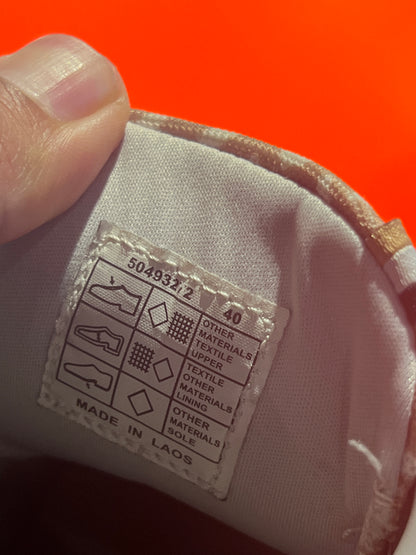 504932/2 40
OTHER
MATERIALS
TEXTILE
UPPER
TEXTILE
OTHER
MATERIALS
LINING
OTHER
MATERIALS
SOLE
MADE IN LAOS